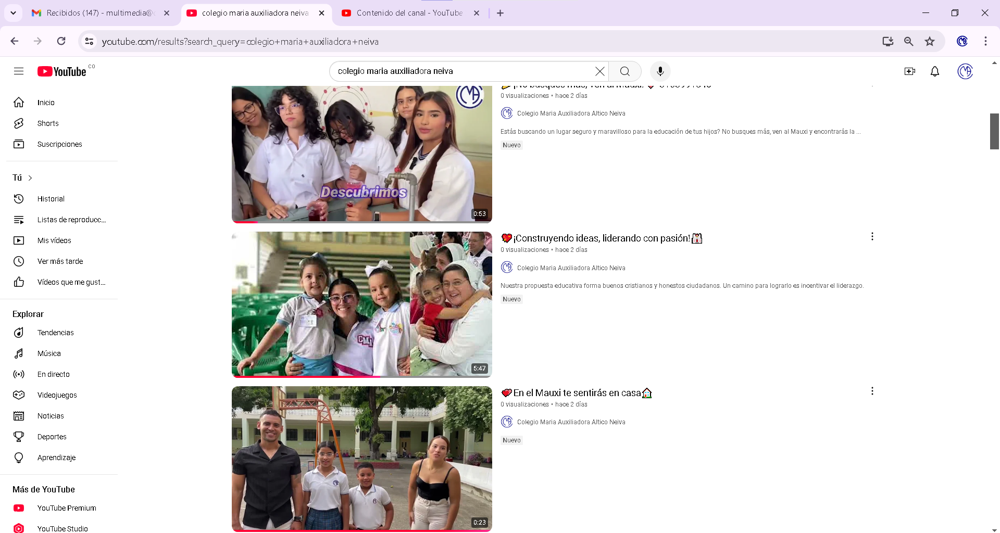 Recibidos (147) - multimedia@c
colegio maria auxiliadora neiva
Contenido del canal - YouTube
youtube.com/results?search_query=colegio+maria+auxiliadora+neiva
YouTube CO
colegio maria auxiliadora neiva
Inicio
Shorts
Suscripciones
Tú
Historial
Listas de reproducc...
Mis vídeos
Ver más tarde
Vídeos que me gust...
Explorar
Tendencias
Música
En directo
Videojuegos
Noticias
Deportes
Aprendizaje
Más de YouTube
YouTube Premium
YouTube Studio
Descubrimos
0:53
¡No busques más, ven al Mauxi!
0 visualizaciones • hace 2 días
Colegio Maria Auxiliadora Altico Neiva
Estás buscando un lugar seguro y maravilloso para la educación de tus hijos? No busques más, ven al Mauxi y encontrarás la ...
Nuevo
5:47
💖¡Construyendo ideas, liderando con pasión!🏰
0 visualizaciones • hace 2 días
Colegio Maria Auxiliadora Altico Neiva
Nuestra propuesta educativa forma buenos cristianos y honestos ciudadanos. Un camino para lograrlo es incentivar el liderazgo.
Nuevo
0:23
💕En el Mauxi te sentirás en casa🏠
0 visualizaciones • hace 2 días
Colegio Maria Auxiliadora Altico Neiva
Nuevo